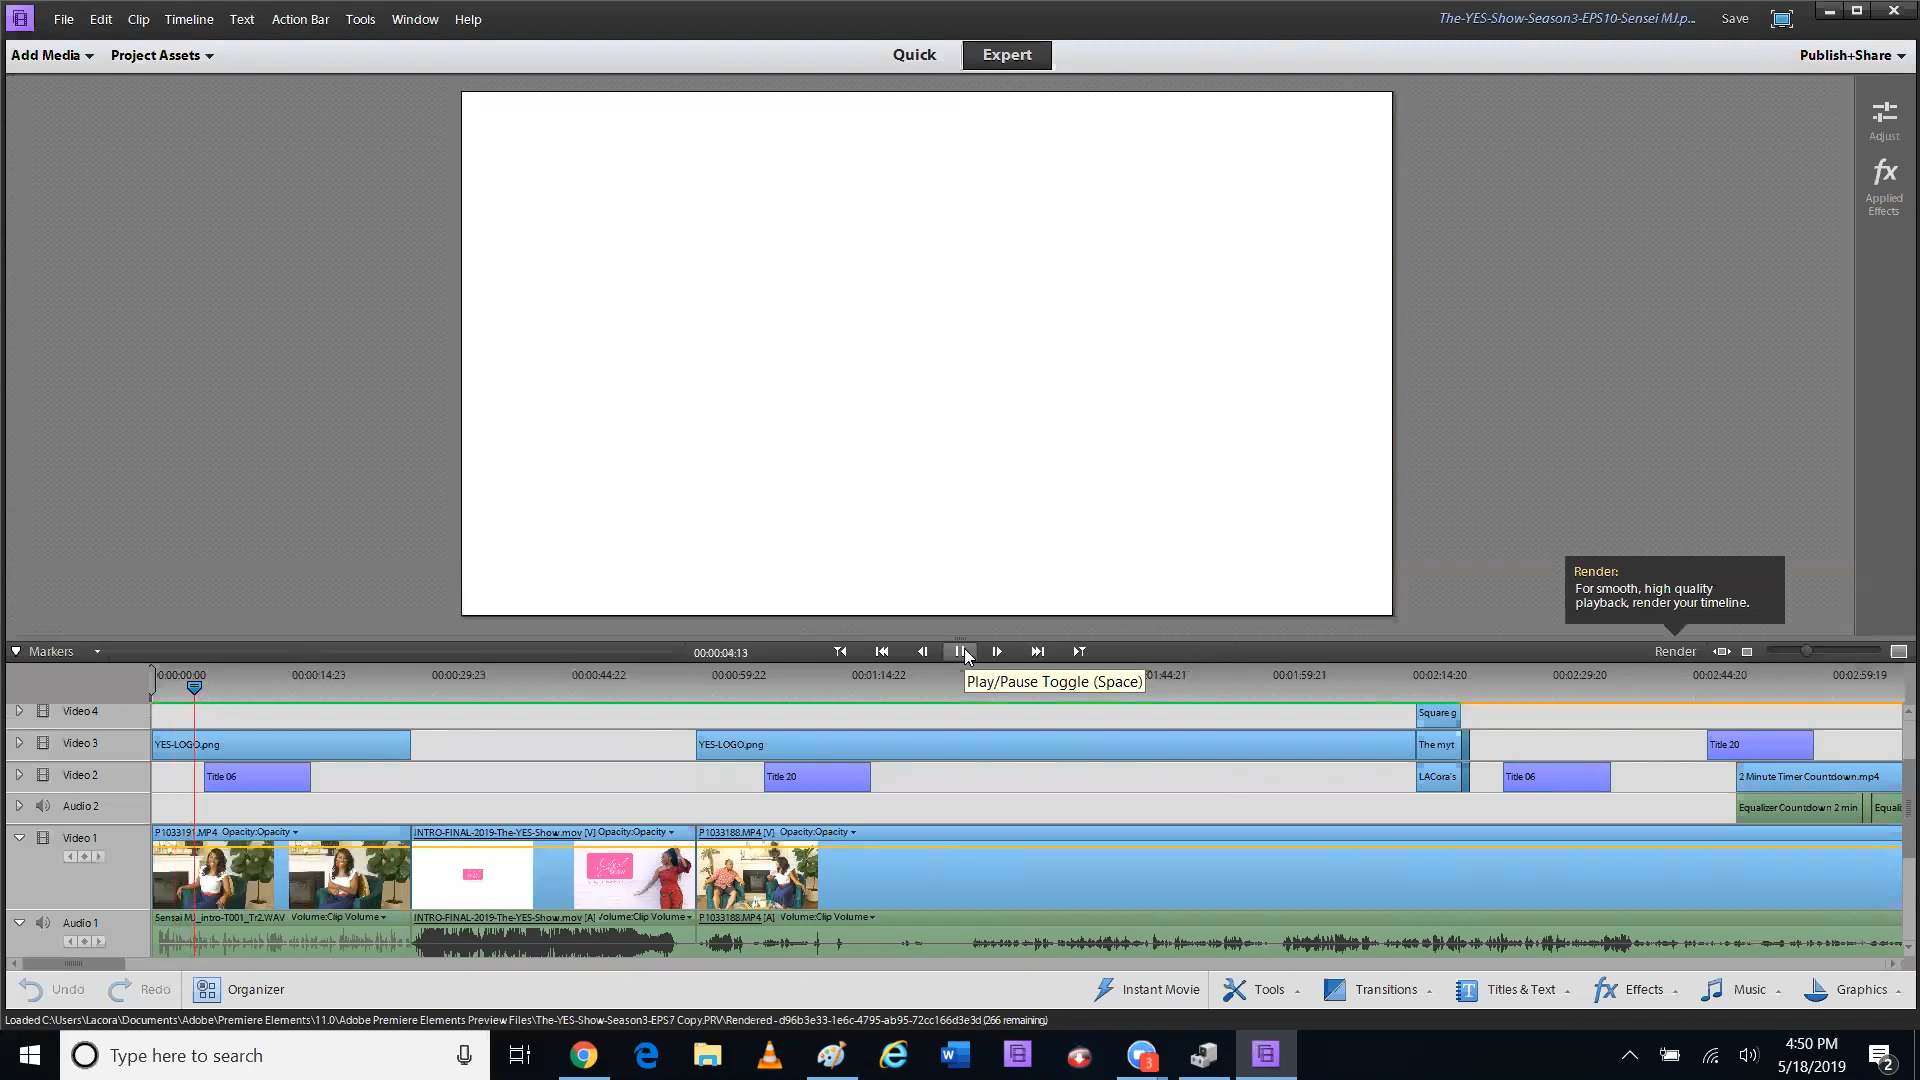 File Edit Clip Timeline Text Action Bar Tools Window Help
The-YES-Show-Season3-EPS10-Sensei MJ.p...
Save
Add Media
Project Assets
Quick
Expert
Publish+Share
Adjust
fx
Applied
Effects
Render:
For smooth, high quality
playback, render your timeline.
Markers
00:00:04:13
Render
Play/Pause Toggle (Space)
0:00:00:00 00:00:14:23 00:00:29:23 00:00:44:22 00:00:59:22 00:01:14:22 :01:44:21 00:01:59:21 00:02:14:20 00:02:29:20 00:02:44:20 00:02:59:19
Video 4
Square g
Video 3
YES-LOGO.png
YES-LOGO.png
The myt
Title 20
Video 2
Title 06
Title 20
LACora's
Title 06
2 Minute Timer Countdown.mp4
Audio 2
Equalizer Countdown 2 min
Equali
Video 1
P1033191.MP4 Opacity:Opacity
INTRO-FINAL-2019-The-YES-Show.mov [V] Opacity:Opacity
P1033188.MP4 [V] Opacity:Opacity
Audio 1
Sensai MJ_intro-T001_Tr2.WAV Volume:Clip Volume
INTRO-FINAL-2019-The-YES-Show.mov [A] Volume:Clip Volume
P1033188.MP4 [A] Volume:Clip Volume
Undo
Redo
Organizer
Instant Movie
Tools
Transitions
Titles & Text
fx Effects
Music
Graphics
Loaded C:\Users\Lacora\Documents\Adobe\Premiere Elements\11.0\Adobe Premiere Elements Preview Files\The-YES-Show-Season3-EPS7 Copy.PRV\Rendered - d96b3e33-1e6c-4795-ab95-72cc166d3e3d (266 remaining)
Type here to search
3
4:50 PM
5/18/2019
2